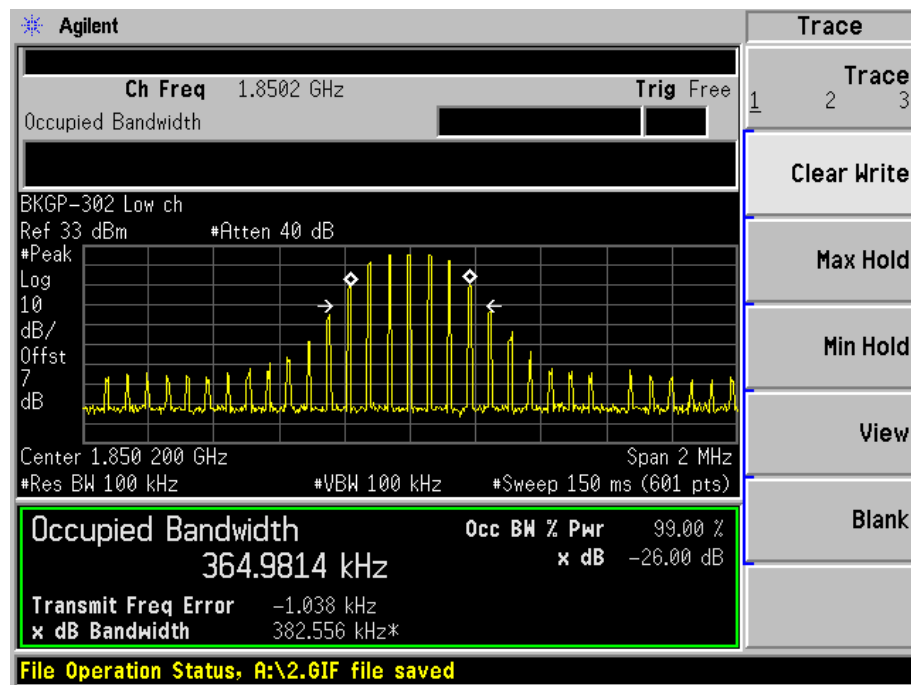 Agilent
Trace
Ch Freq 1.8502 GHz Trig Free
Occupied Bandwidth
Trace
1 2 3
Clear Write
Max Hold
Min Hold
View
Blank
BKGP-302 Low ch
Ref 33 dBm #Atten 40 dB
#Peak
Log
10
dB/
Offst
7
dB
Center 1.850 200 GHz Span 2 MHz
#Res BW 100 kHz #VBW 100 kHz #Sweep 150 ms (601 pts)
Occupied Bandwidth Occ BW % Pwr 99.00 %
364.9814 kHz x dB -26.00 dB
Transmit Freq Error -1.038 kHz
x dB Bandwidth 382.556 kHz*
File Operation Status, A:\2.GIF file saved